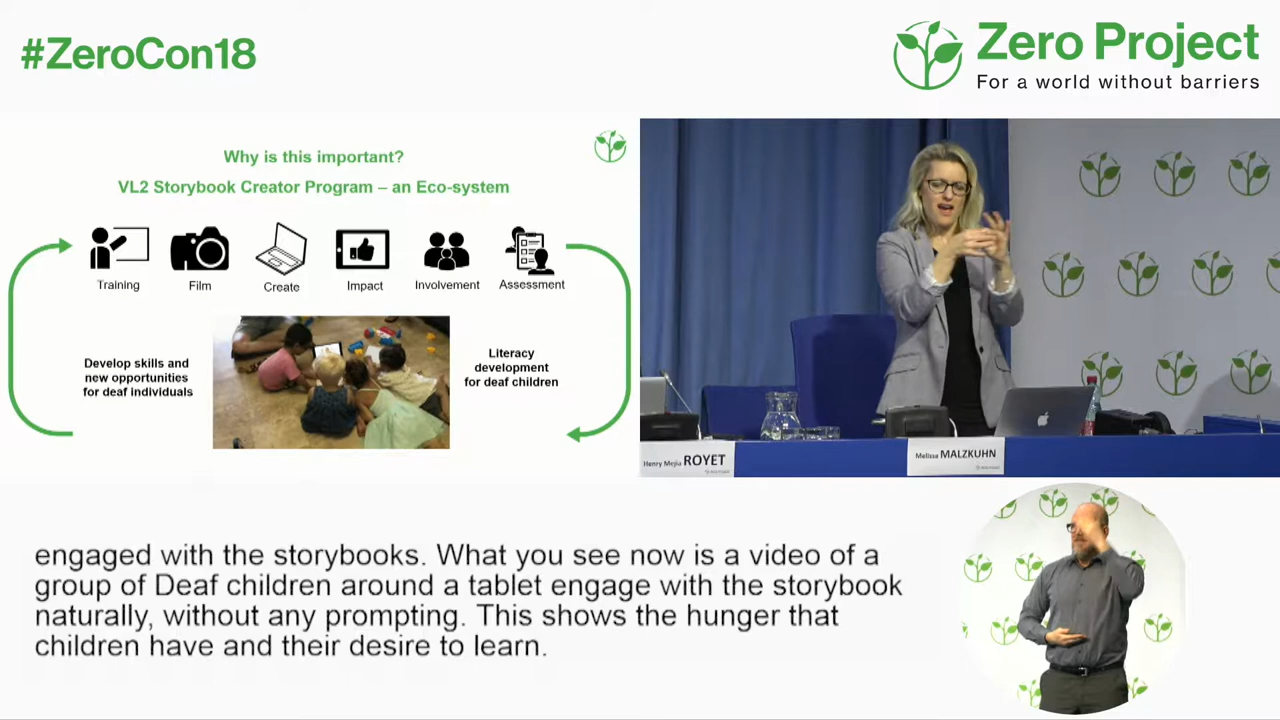 #ZeroCon18
Zero Project
For a world without barriers
Why is this important?
VL2 Storybook Creator Program – an Eco-system
Training
Film
Create
Impact
Involvement
Assessment
Develop skills and
new opportunities
for deaf individuals
Literacy
development
for deaf children
Henry Mejia ROYET
Melissa MALZKUHN
engaged with the storybooks. What you see now is a video of a
group of Deaf children around a tablet engage with the storybook
naturally, without any prompting. This shows the hunger that
children have and their desire to learn.